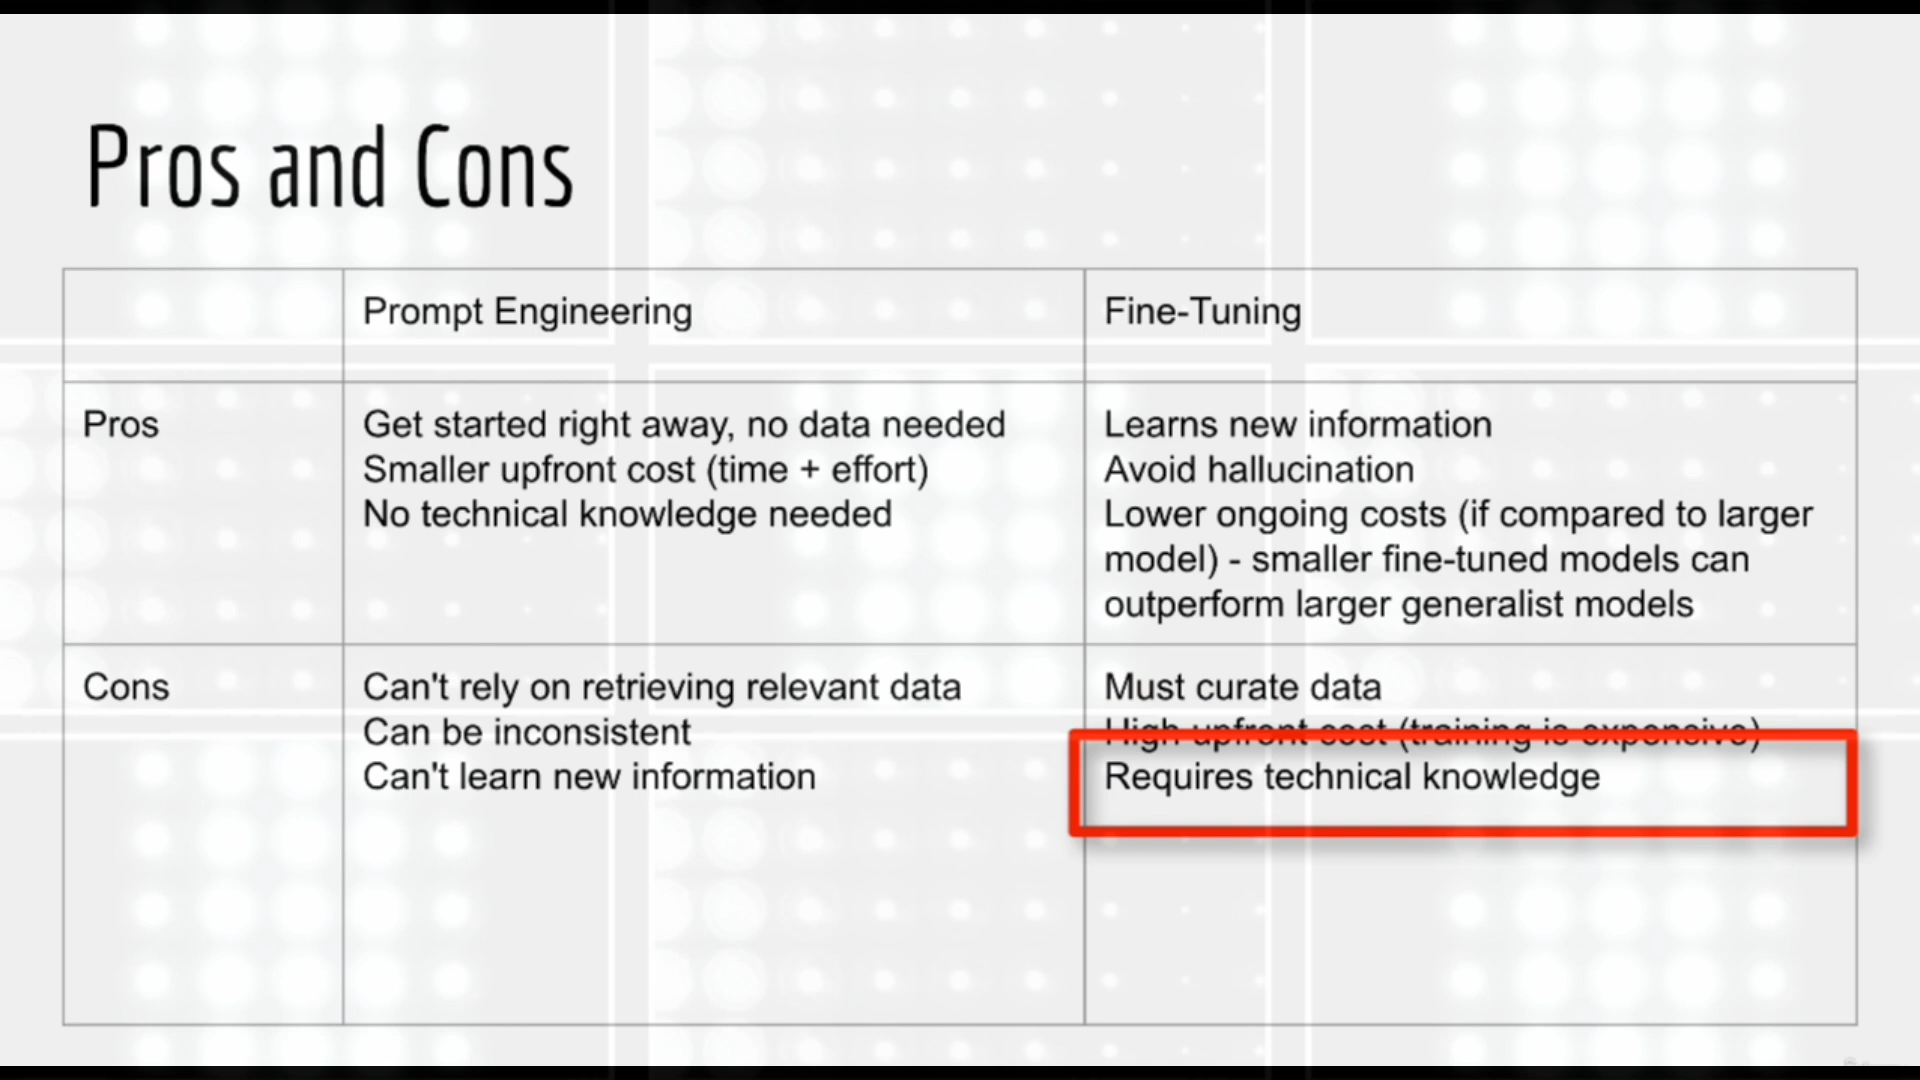 Pros and Cons
Prompt Engineering
Fine-Tuning
Pros
Get started right away, no data needed
Smaller upfront cost (time + effort)
No technical knowledge needed
Learns new information
Avoid hallucination
Lower ongoing costs (if compared to larger
model) - smaller fine-tuned models can
outperform larger generalist models
Cons
Can't rely on retrieving relevant data
Can be inconsistent
Can't learn new information
Must curate data
High upfront cost (training is expensive)
Requires technical knowledge